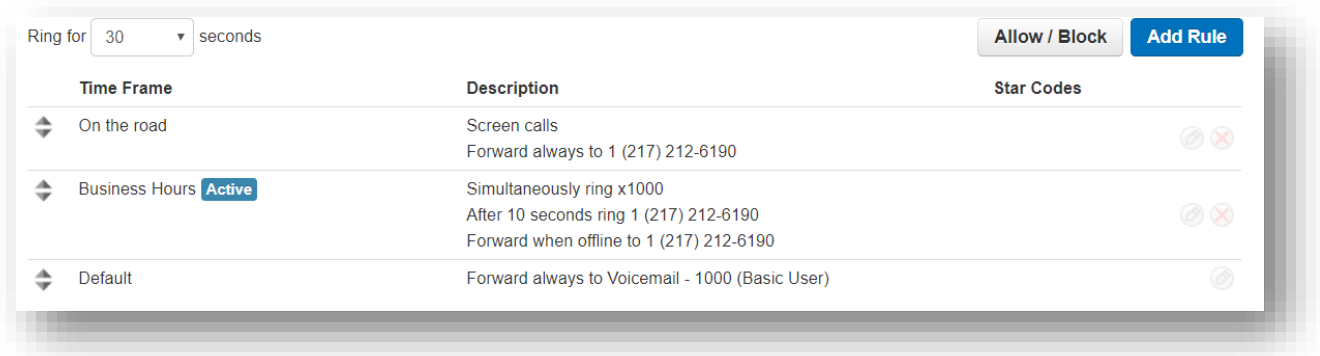 Ring for 30 seconds Allow / Block Add Rule
Time Frame Description Star Codes
On the road Screen calls
Forward always to 1 (217) 212-6190
Business Hours Active Simultaneously ring x1000
After 10 seconds ring 1 (217) 212-6190
Forward when offline to 1 (217) 212-6190
Default Forward always to Voicemail - 1000 (Basic User)